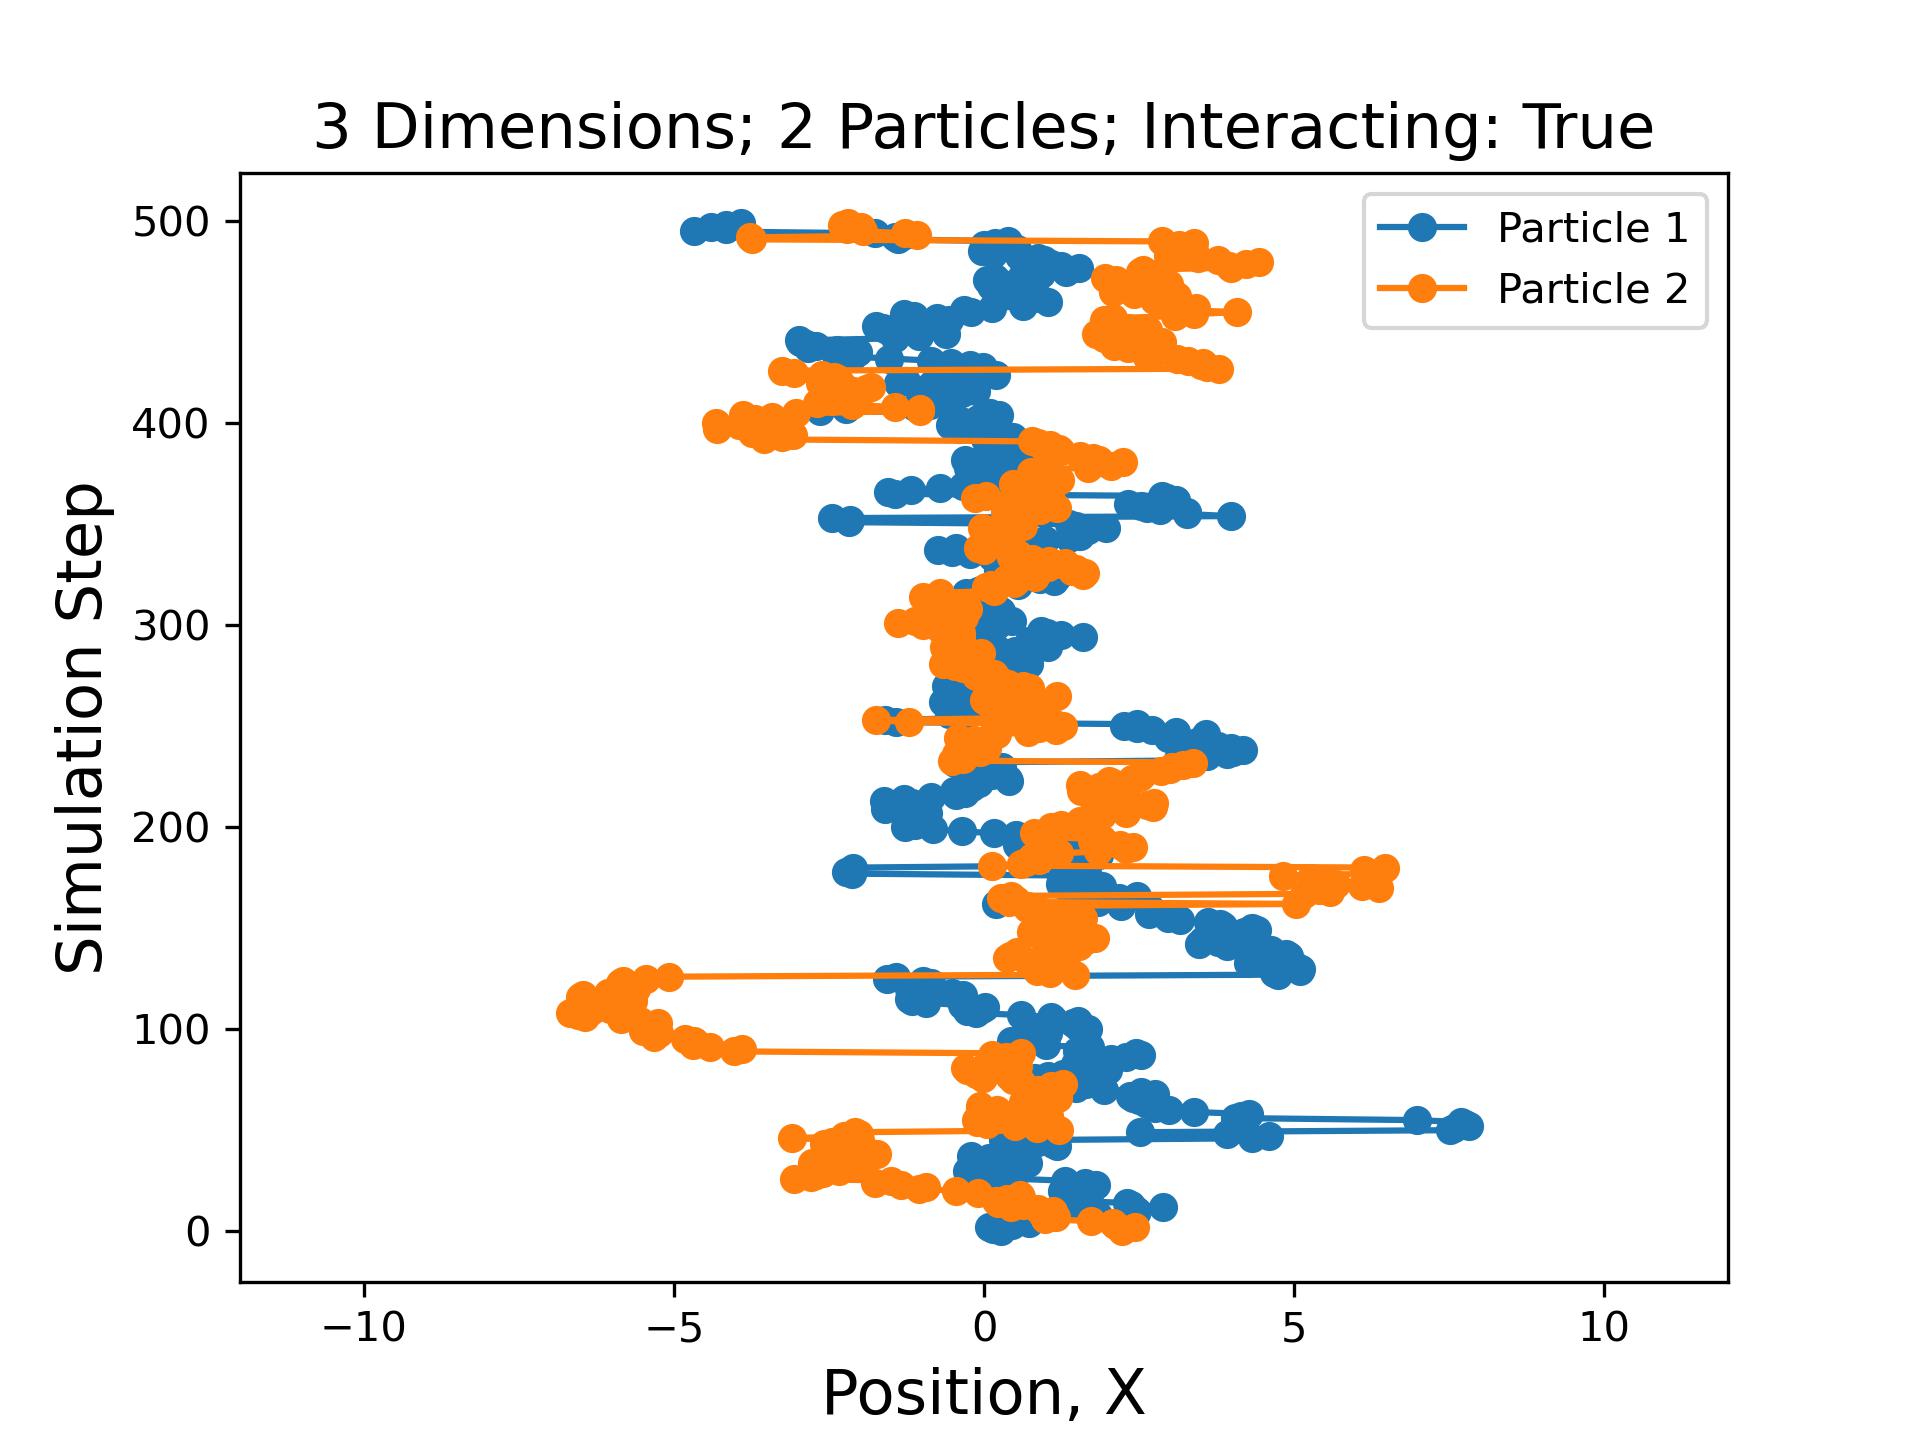 3 Dimensions; 2 Particles; Interacting: True
Particle 1
Particle 2
Simulation Step
500
400
300
200
100
0
−10
−5
0
5
10
Position, X